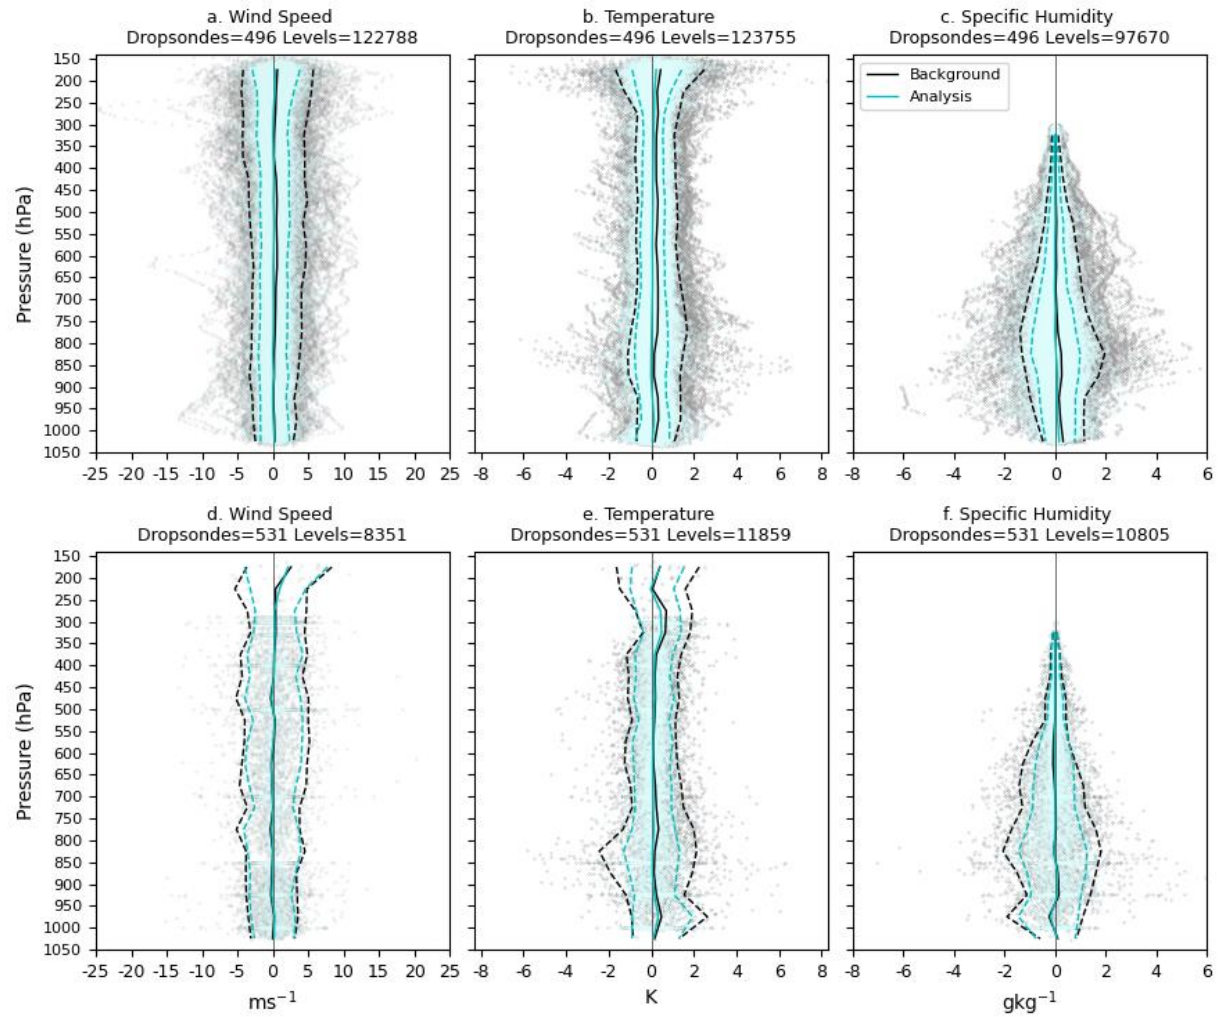 a. Wind Speed
Dropsondes=496 Levels=122788
b. Temperature
Dropsondes=496 Levels=123755
c. Specific Humidity
Dropsondes=496 Levels=97670
Background
Analysis
Pressure (hPa)
150
200
250
300
350
400
450
500
550
600
650
700
750
800
850
900
950
1000
1050
-25 -20 -15 -10 -5 0 5 10 15 20 25
-8 -6 -4 -2 0 2 4 6 8
-8 -6 -4 -2 0 2 4 6
d. Wind Speed
Dropsondes=531 Levels=8351
e. Temperature
Dropsondes=531 Levels=11859
f. Specific Humidity
Dropsondes=531 Levels=10805
Pressure (hPa)
150
200
250
300
350
400
450
500
550
600
650
700
750
800
850
900
950
1000
1050
-25 -20 -15 -10 -5 0 5 10 15 20 25
-8 -6 -4 -2 0 2 4 6 8
-8 -6 -4 -2 0 2 4 6
ms⁻¹
K
gkg⁻¹